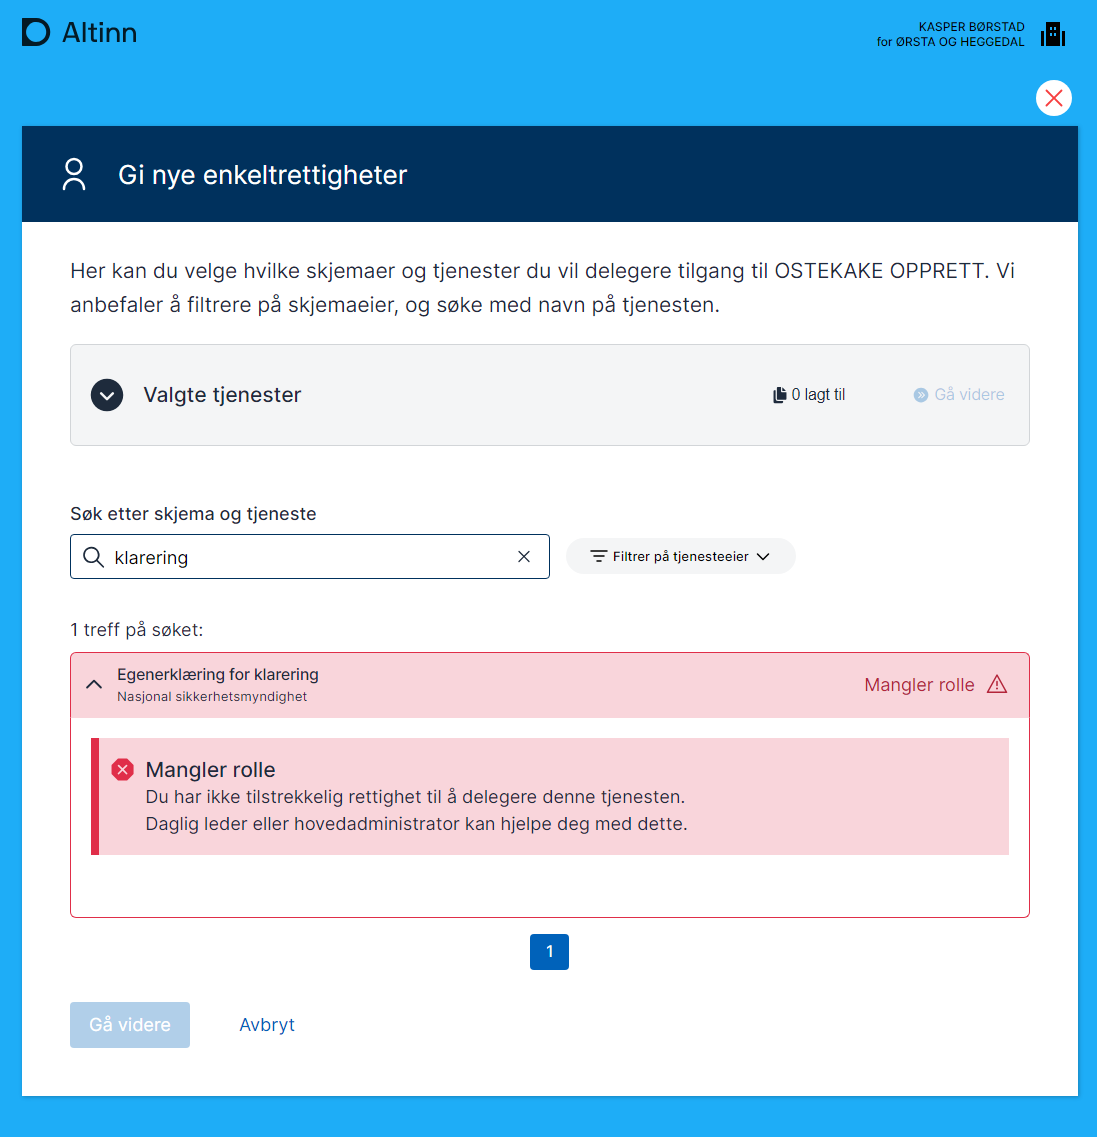 Altinn
KASPER BØRSTAD
for ØRSTA OG HEGGEDAL
Gi nye enkeltrettigheter
Her kan du velge hvilke skjemaer og tjenester du vil delegere tilgang til OSTEKAKE OPPRETT. Vi
anbefaler å filtrere på skjemaeier, og søke med navn på tjenesten.
Valgte tjenester
0 lagt til
Gå videre
Søk etter skjema og tjeneste
klarering
Filtrer på tjenesteeier
1 treff på søket:
Egenerklæring for klarering
Nasjonal sikkerhetsmyndighet
Mangler rolle
Mangler rolle
Du har ikke tilstrekkelig rettighet til å delegere denne tjenesten.
Daglig leder eller hovedadministrator kan hjelpe deg med dette.
1
Gå videre
Avbryt